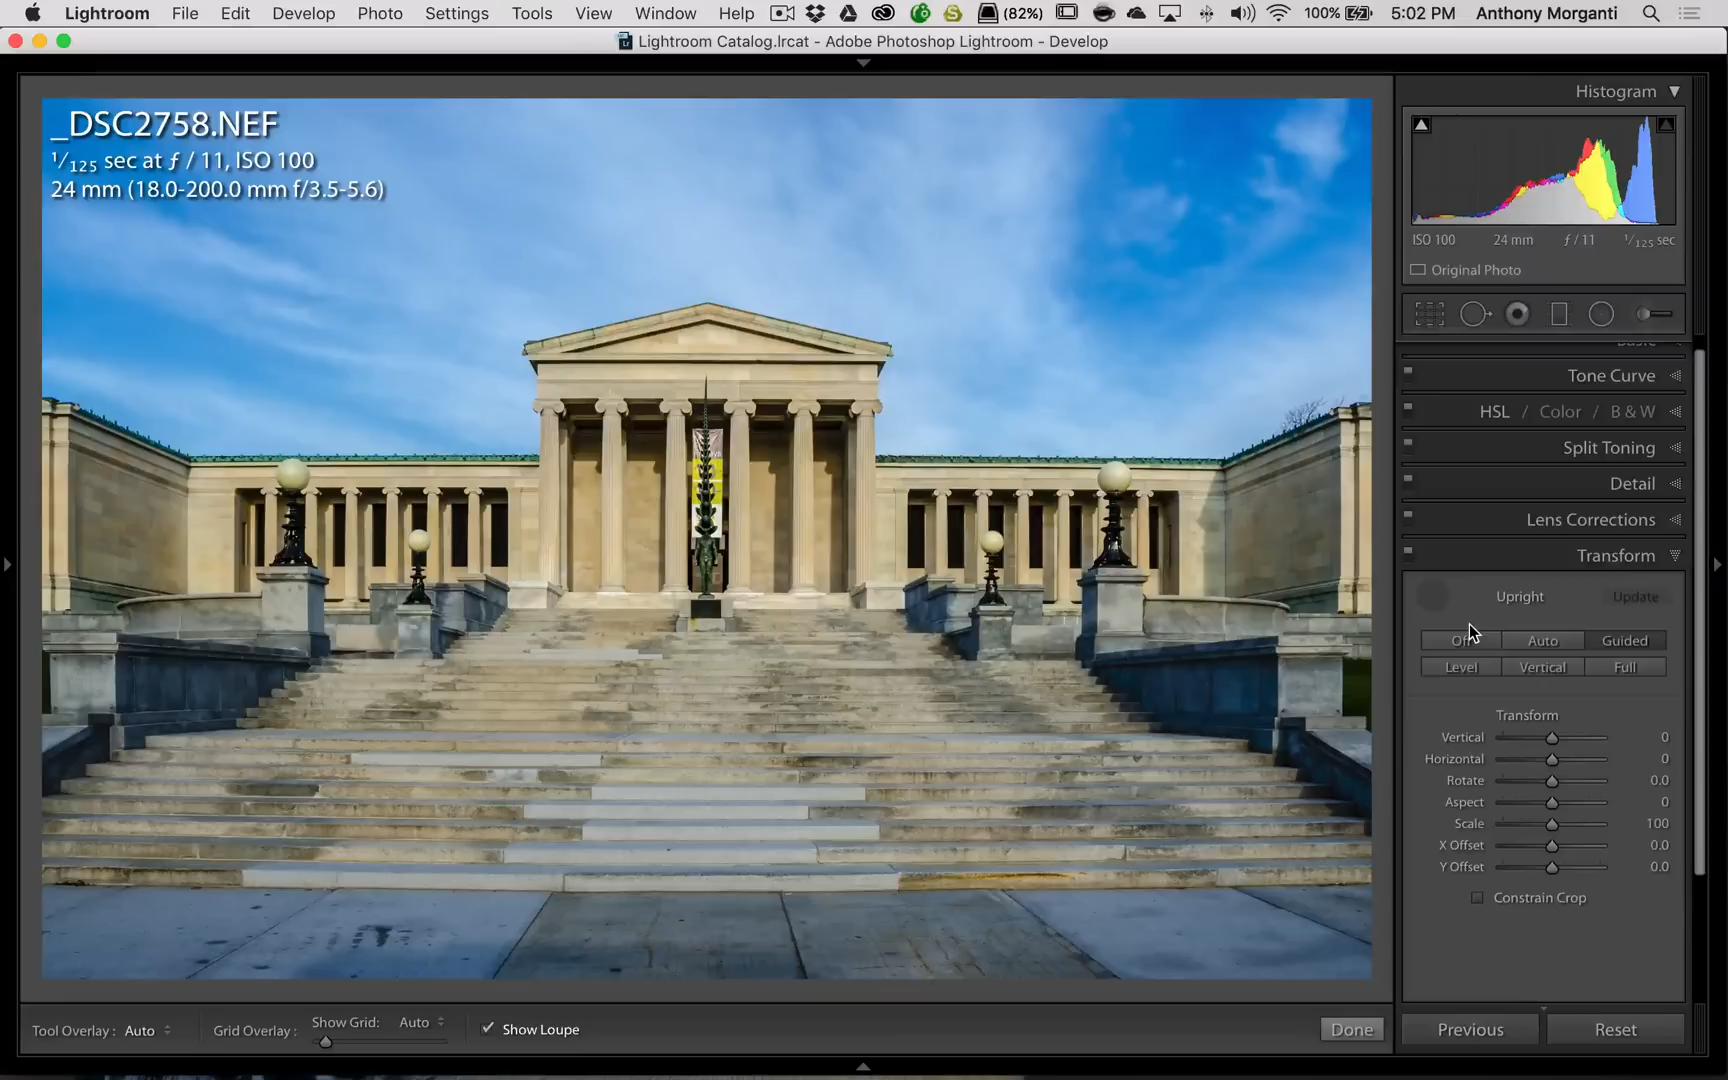 Lightroom File Edit Develop Photo Settings Tools View Window Help (82%) 100% 5:02 PM Anthony Morganti
Lightroom Catalog.lrcat - Adobe Photoshop Lightroom - Develop
_DSC2758.NEF
1/125 sec at ƒ / 11, ISO 100
24 mm (18.0-200.0 mm f/3.5-5.6)
Histogram
ISO 100 24 mm ƒ / 11 1/125 sec
Original Photo
Basic
Tone Curve
HSL / Color / B & W
Split Toning
Detail
Lens Corrections
Transform
Upright Update
Off Auto Guided
Level Vertical Full
Transform
Vertical 0
Horizontal 0
Rotate 0.0
Aspect 0
Scale 100
X Offset 0.0
Y Offset 0.0
Constrain Crop
Tool Overlay : Auto Grid Overlay : Show Grid: Auto Show Loupe Done Previous Reset